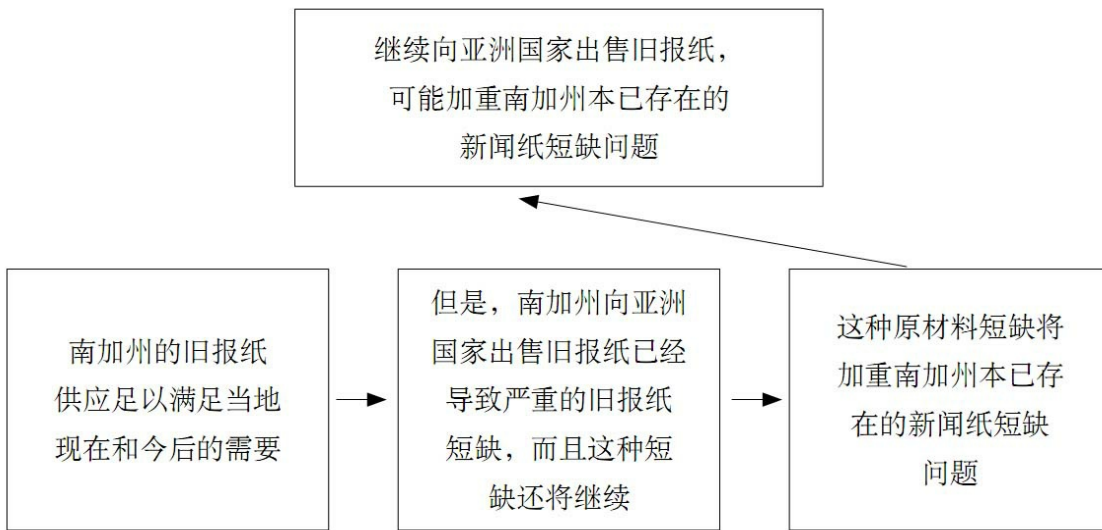 继续向亚洲国家出售旧报纸，
可能加重南加州本已存在的
新闻纸短缺问题
南加州的旧报纸
供应足以满足当地
现在和今后的需要
但是，南加州向亚洲
国家出售旧报纸已经
导致严重的旧报纸
短缺，而且这种短
缺还将继续
这种原材料短缺将
加重南加州本已存
在的新闻纸短缺
问题